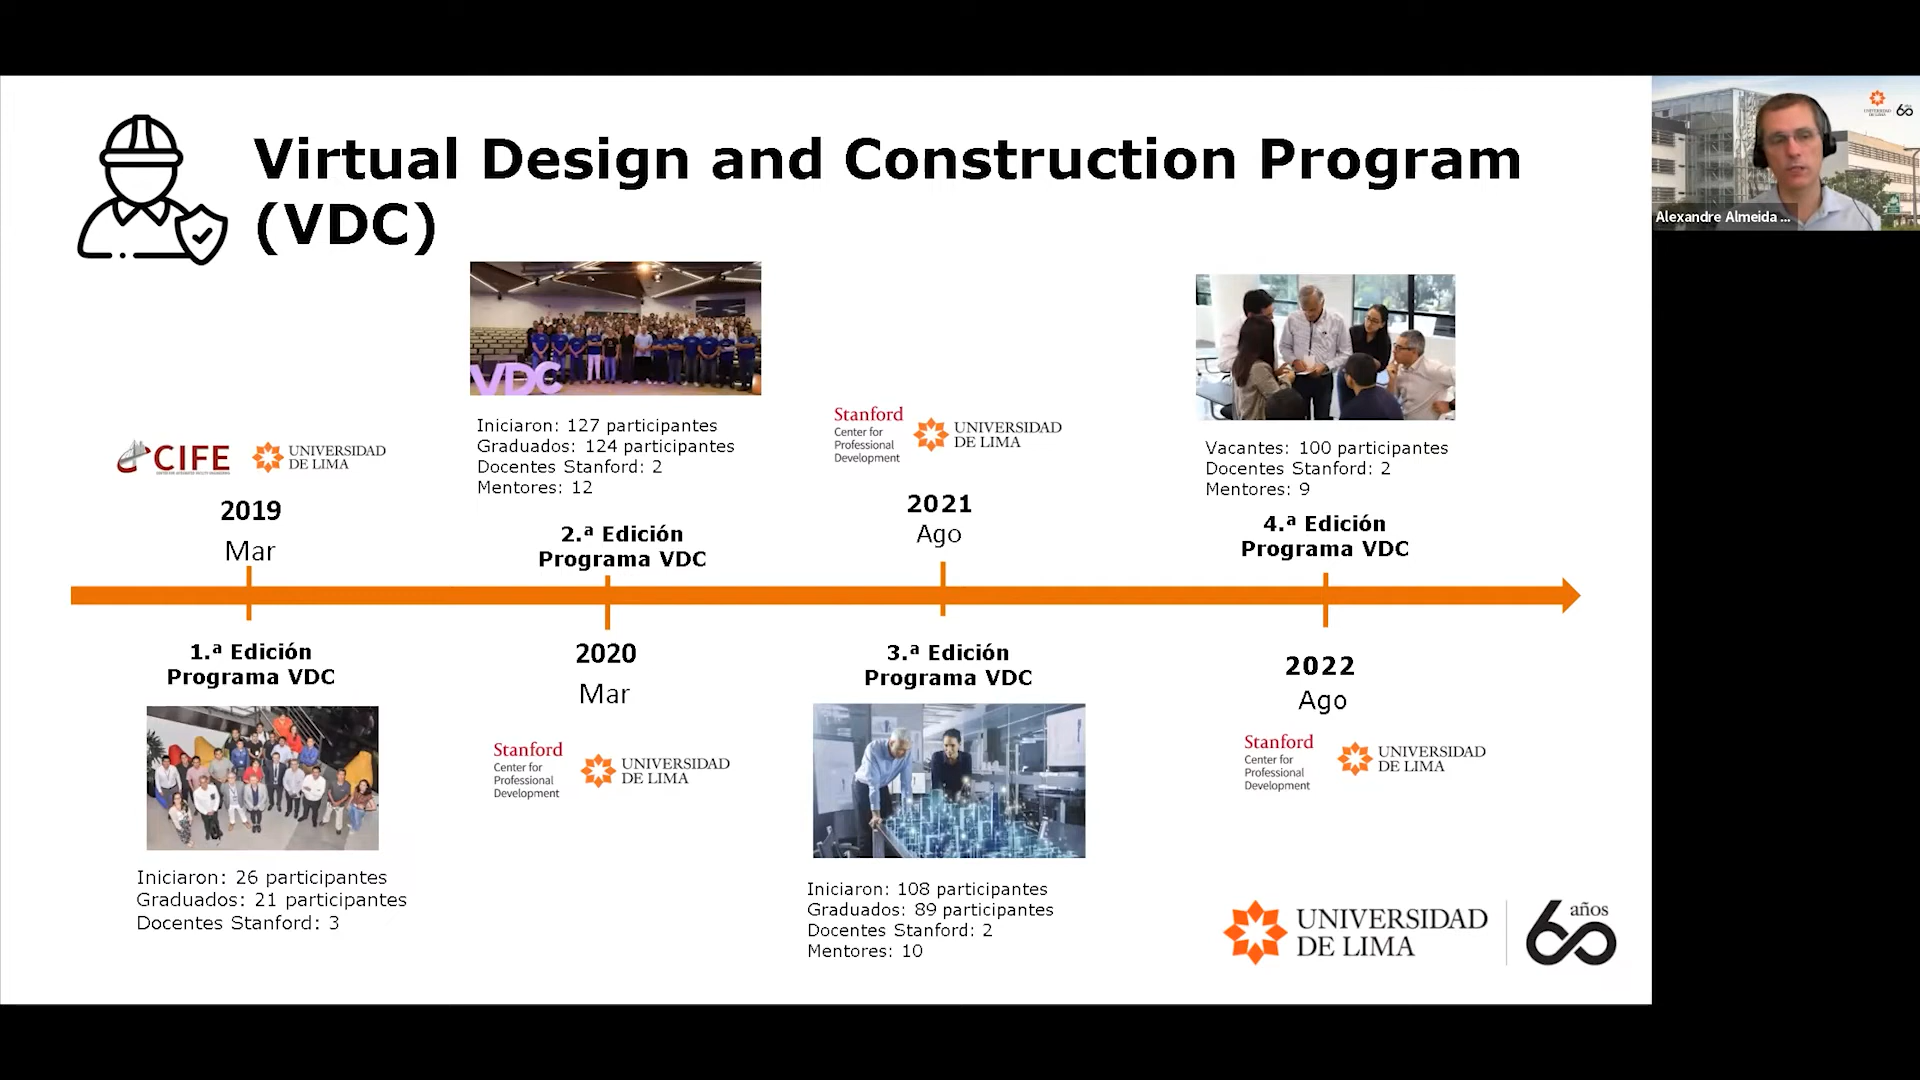 Virtual Design and Construction Program
(VDC)
Alexandre Almeida ...
CIFE
UNIVERSIDAD
DE LIMA
2019
Mar
1.ª Edición
Programa VDC
Iniciaron: 26 participantes
Graduados: 21 participantes
Docentes Stanford: 3
VDC
Iniciaron: 127 participantes
Graduados: 124 participantes
Docentes Stanford: 2
Mentores: 12
2.ª Edición
Programa VDC
2020
Mar
Stanford
Center for
Professional
Development
UNIVERSIDAD
DE LIMA
Stanford
Center for
Professional
Development
UNIVERSIDAD
DE LIMA
2021
Ago
3.ª Edición
Programa VDC
Iniciaron: 108 participantes
Graduados: 89 participantes
Docentes Stanford: 2
Mentores: 10
Vacantes: 100 participantes
Docentes Stanford: 2
Mentores: 9
4.ª Edición
Programa VDC
2022
Ago
Stanford
Center for
Professional
Development
UNIVERSIDAD
DE LIMA
UNIVERSIDAD
DE LIMA
60 años